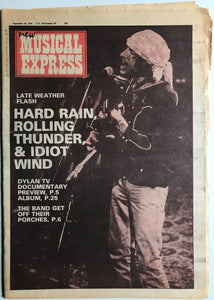 new
MUSICAL
EXPRESS
LATE WEATHER
FLASH
HARD RAIN,
ROLLING
THUNDER,
& IDIOT
WIND
DYLAN TV
DOCUMENTARY
PREVIEW, P.5
ALBUM, P.25
THE BAND GET
OFF THEIR
PORCHES, P.6